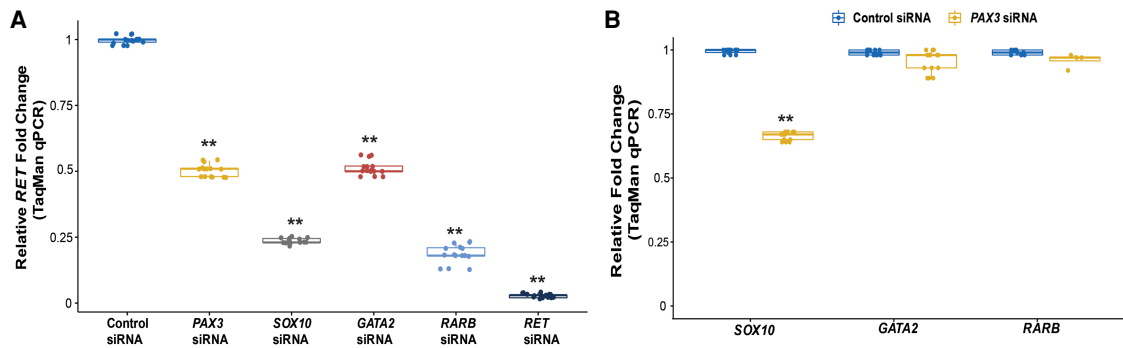 A
Relative RET Fold Change
(TaqMan qPCR)
1
0.75
0.5
0.25
0
**
**
**
**
**
Control
siRNA
PAX3
siRNA
SOX10
siRNA
GATA2
siRNA
RARB
siRNA
RET
siRNA
B
Control siRNA
PAX3 siRNA
Relative Fold Change
(TaqMan qPCR)
1
0.75
0.5
0.25
0
**
SOX10
GATA2
RARB